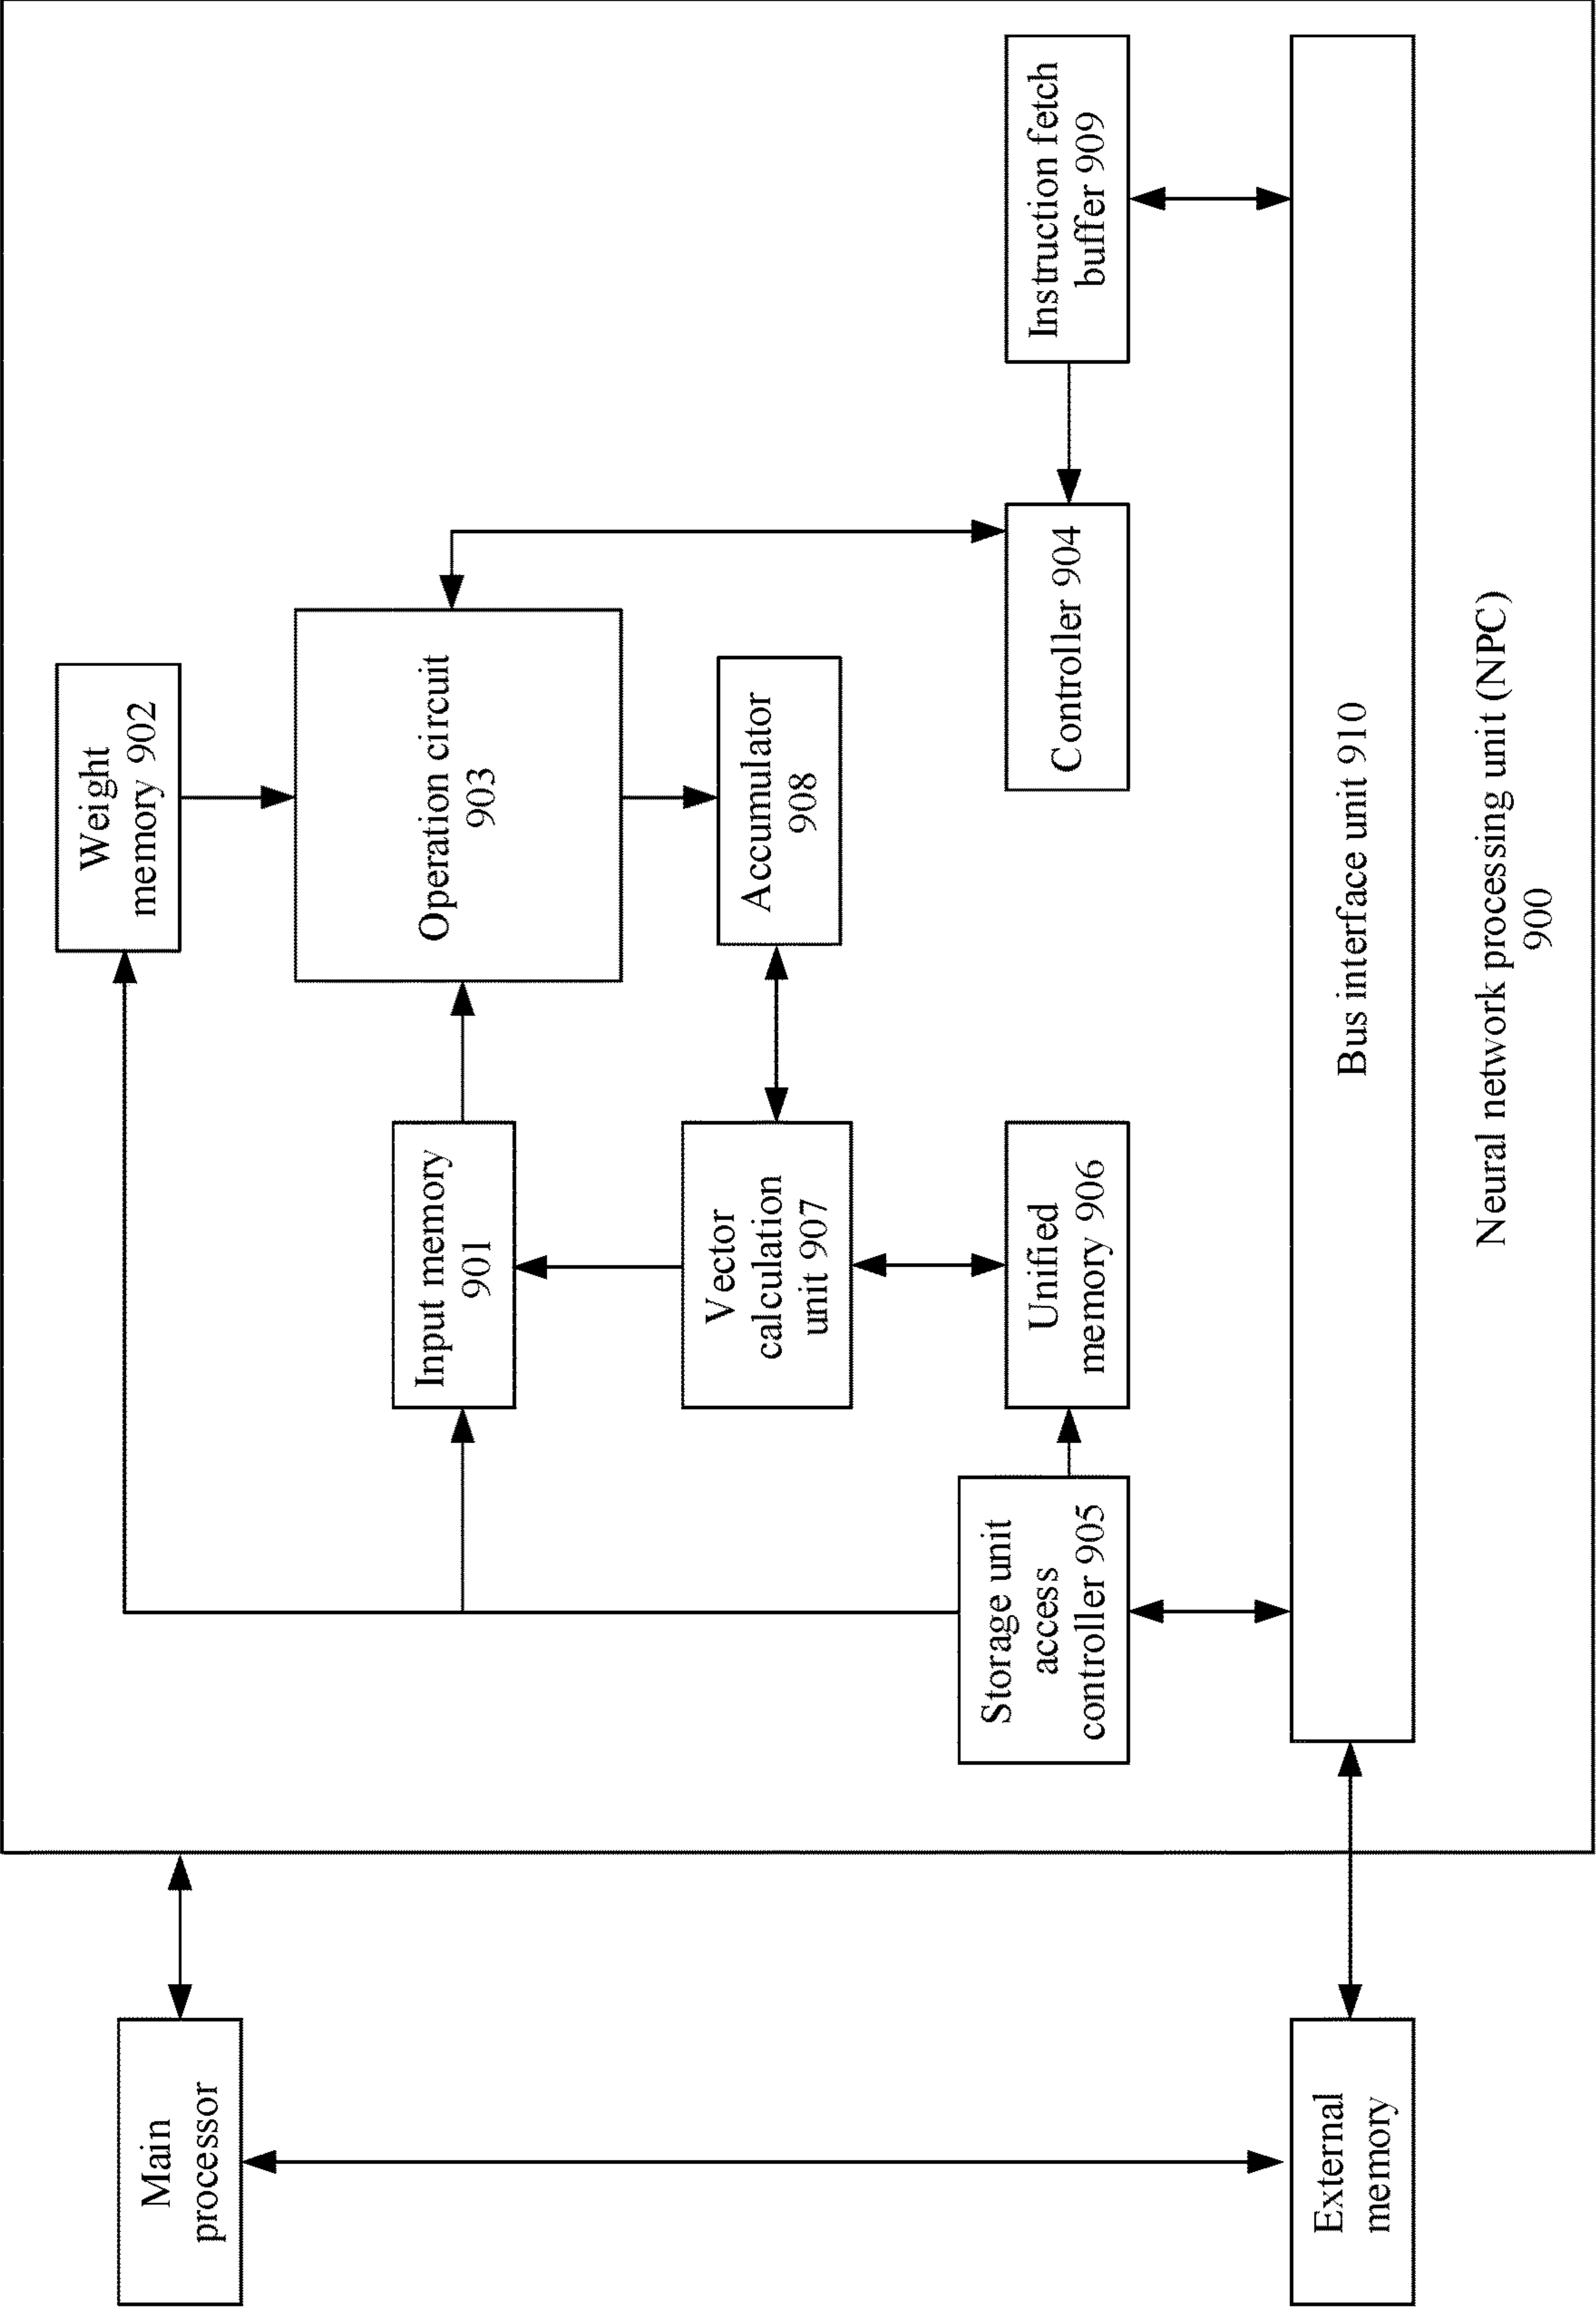 Main
processor
Weight
memory 902
Input memory
901
Operation circuit
903
Vector
calculation
unit 907
Accumulator
908
Storage unit
access
controller 905
Unified
memory 906
Controller 904
Instruction fetch
buffer 909
External
memory
Bus interface unit 910
Neural network processing unit (NPC)
900